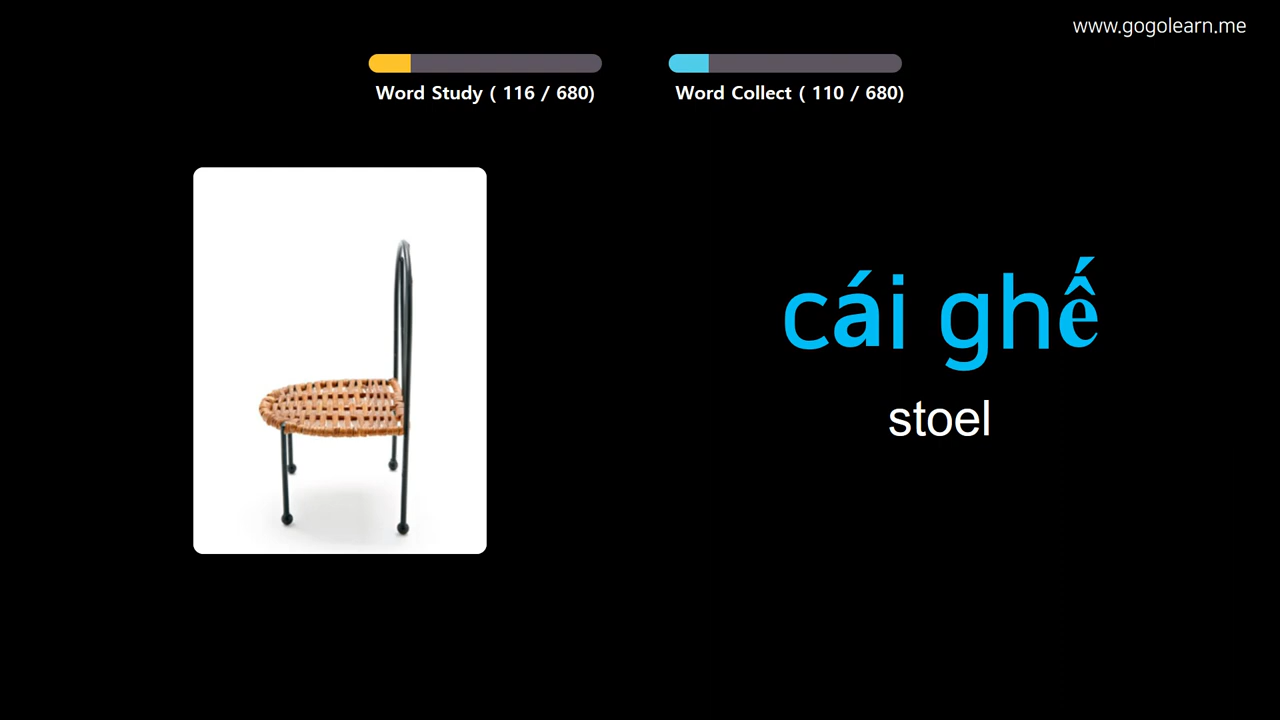 www.gogolearn.me
Word Study ( 116 / 680)
Word Collect ( 110 / 680)
cái ghế
stoel